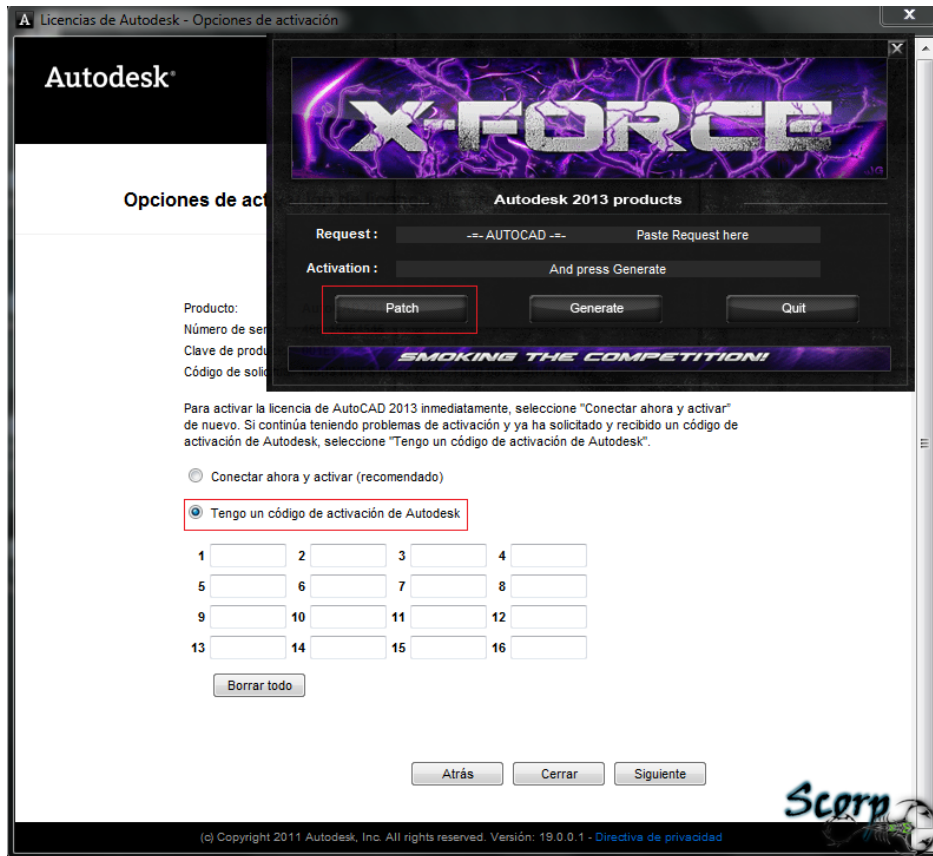 Licencias de Autodesk - Opciones de activación
Autodesk
X-FORCE
Autodesk 2013 products
Opciones de act
Request :
-=- AUTOCAD -=- Paste Request here
Activation :
And press Generate
Patch
Generate
Quit
SMOKING THE COMPETITION!
Producto:
Número de ser
Clave de produ
Código de solic
Para activar la licencia de AutoCAD 2013 inmediatamente, seleccione "Conectar ahora y activar"
de nuevo. Si continúa teniendo problemas de activación y ya ha solicitado y recibido un código de
activación de Autodesk, seleccione "Tengo un código de activación de Autodesk".
Conectar ahora y activar (recomendado)
Tengo un código de activación de Autodesk
1 2 3 4
5 6 7 8
9 10 11 12
13 14 15 16
Borrar todo
Atrás Cerrar Siguiente
Scorp
(c) Copyright 2011 Autodesk, Inc. All rights reserved. Versión: 19.0.0.1 - Directiva de privacidad